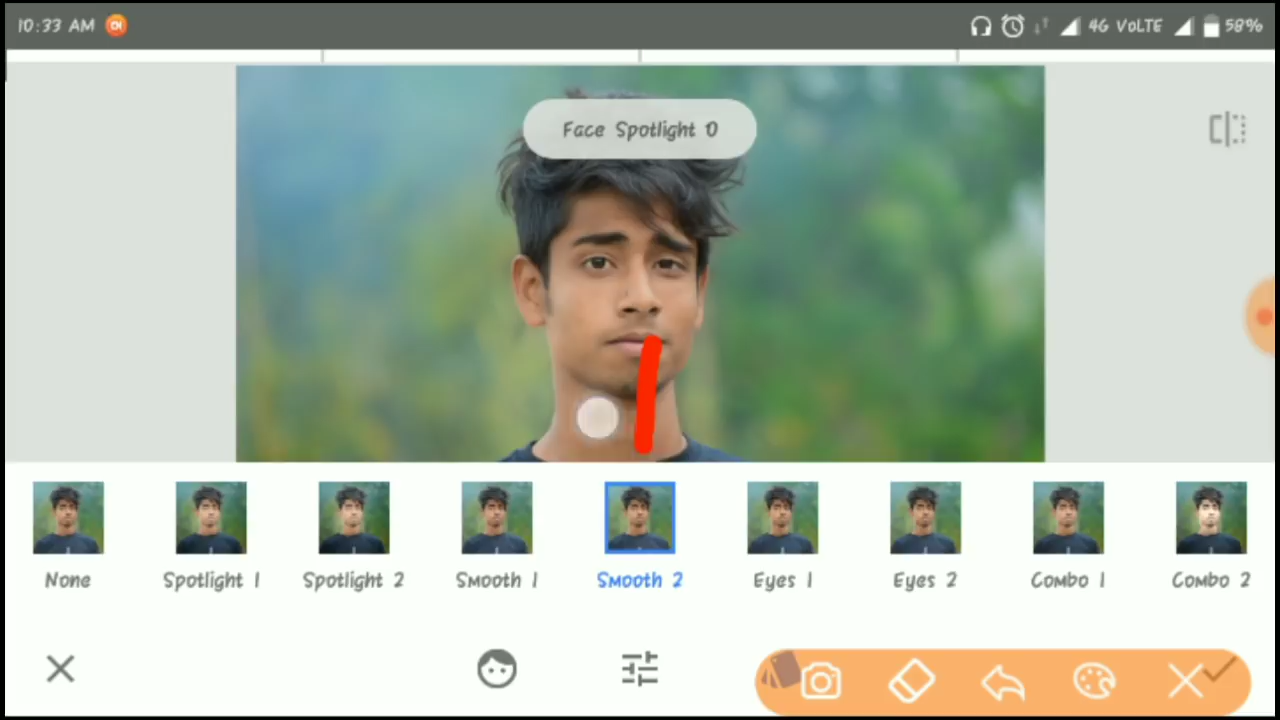 10:33 AM
4G VoLTE 58%
Face Spotlight 0
None Spotlight 1 Spotlight 2 Smooth 1 Smooth 2 Eyes 1 Eyes 2 Combo 1 Combo 2